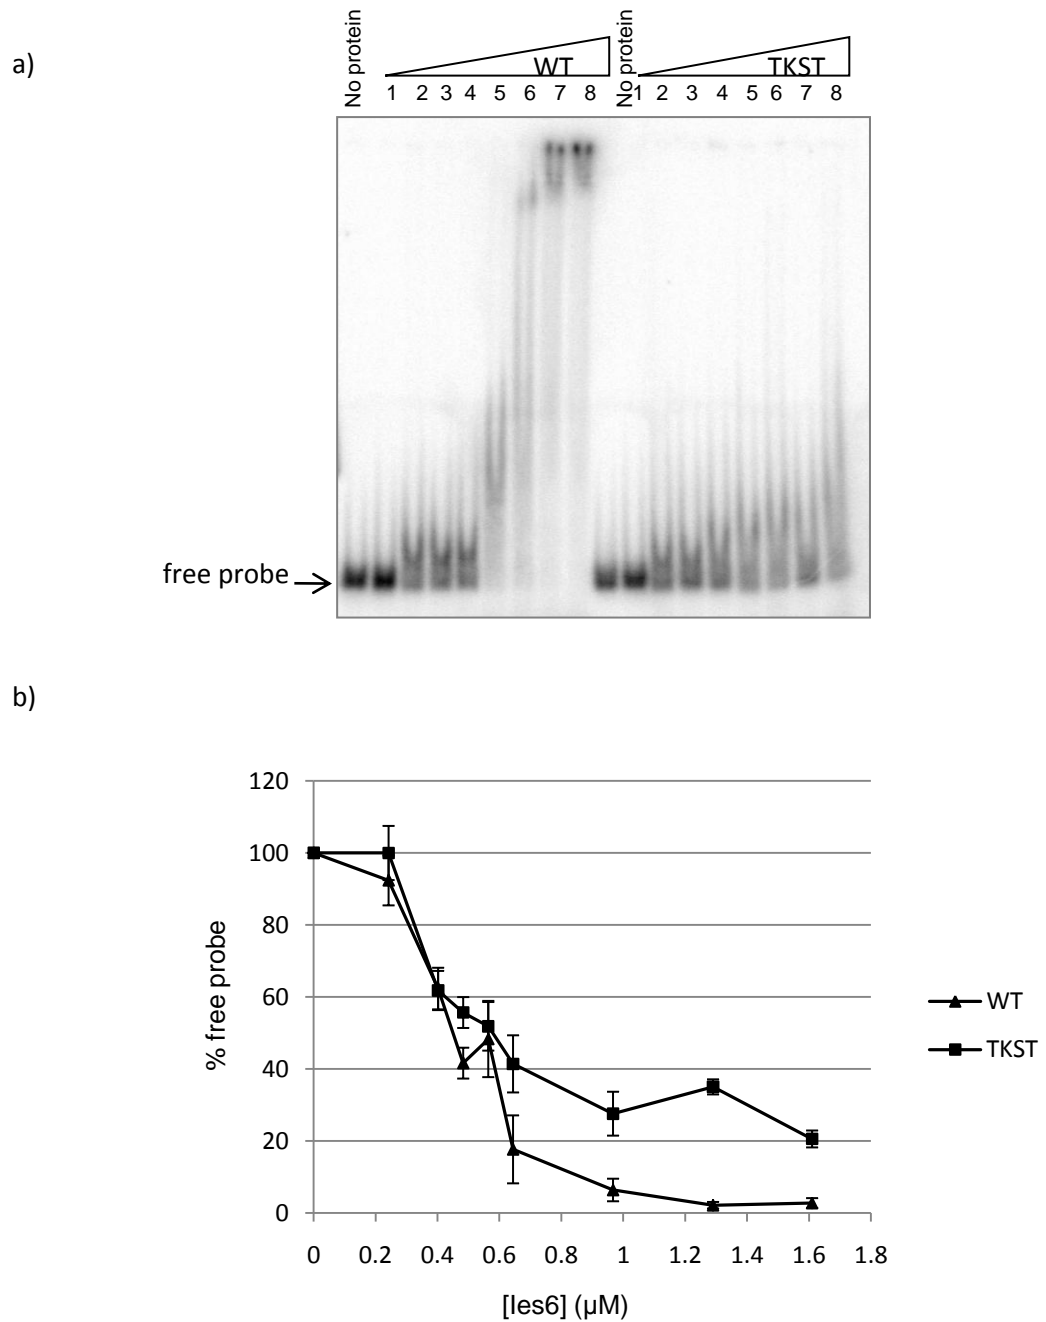 a)
No protein
WT
1 2 3 4 5 6 7 8
No protein
TKST
1 2 3 4 5 6 7 8
free probe
b)
120
100
80
60
40
20
0
% free probe
0 0.2 0.4 0.6 0.8 1 1.2 1.4 1.6 1.8
[Ies6] (µM)
WT
TKST